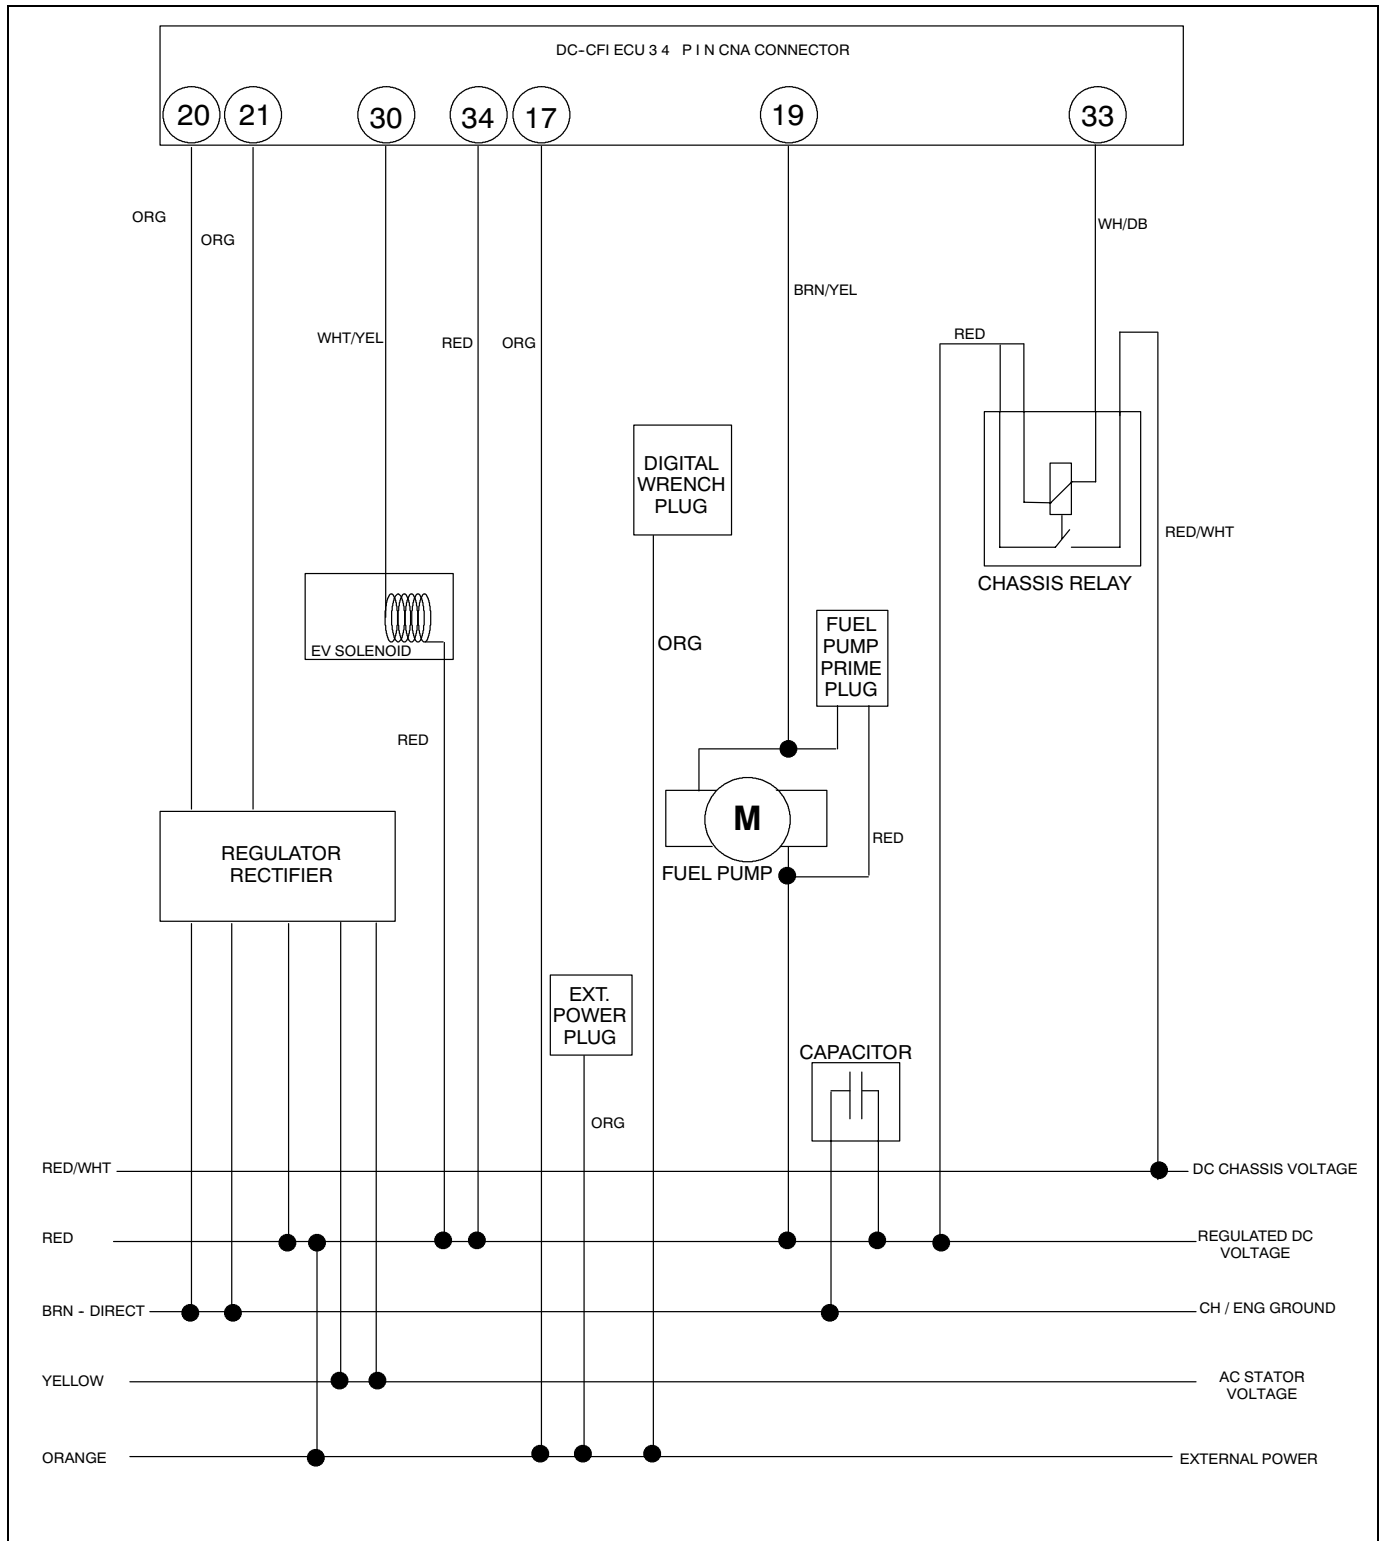 DC-CFI ECU 3 4 P I N CNA CONNECTOR
20
21
30
34
17
19
33
ORG
ORG
WH/DB
BRN/YEL
WHT/YEL
RED
ORG
RED
DIGITAL
WRENCH
PLUG
RED/WHT
CHASSIS RELAY
FUEL
PUMP
PRIME
PLUG
ORG
EV SOLENOID
RED
M
RED
FUEL PUMP
REGULATOR
RECTIFIER
EXT.
POWER
PLUG
CAPACITOR
ORG
RED/WHT
DC CHASSIS VOLTAGE
RED
REGULATED DC
VOLTAGE
BRN - DIRECT
CH / ENG GROUND
YELLOW
AC STATOR
VOLTAGE
ORANGE
EXTERNAL POWER